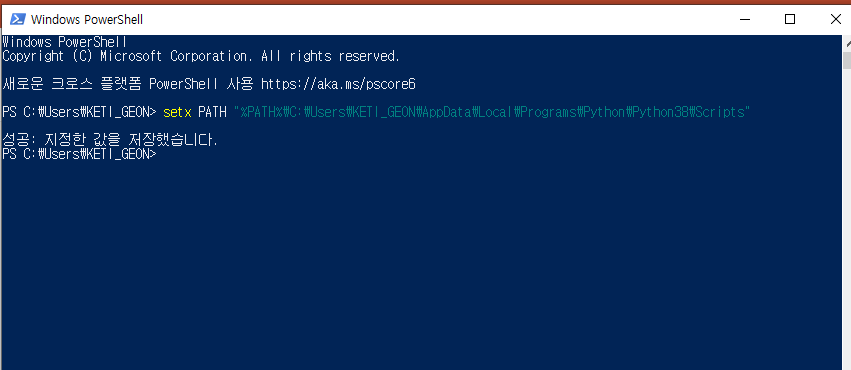 Windows PowerShell
Windows PowerShell
Copyright (C) Microsoft Corporation. All rights reserved.
새로운 크로스 플랫폼 PowerShell 사용 https://aka.ms/pscore6
PS C:₩Users₩KETI_GEON> setx PATH "%PATH%₩C:₩Users₩KETI_GEON₩AppData₩Local₩Programs₩Python₩Python38₩Scripts"
성공: 지정한 값을 저장했습니다.
PS C:₩Users₩KETI_GEON>